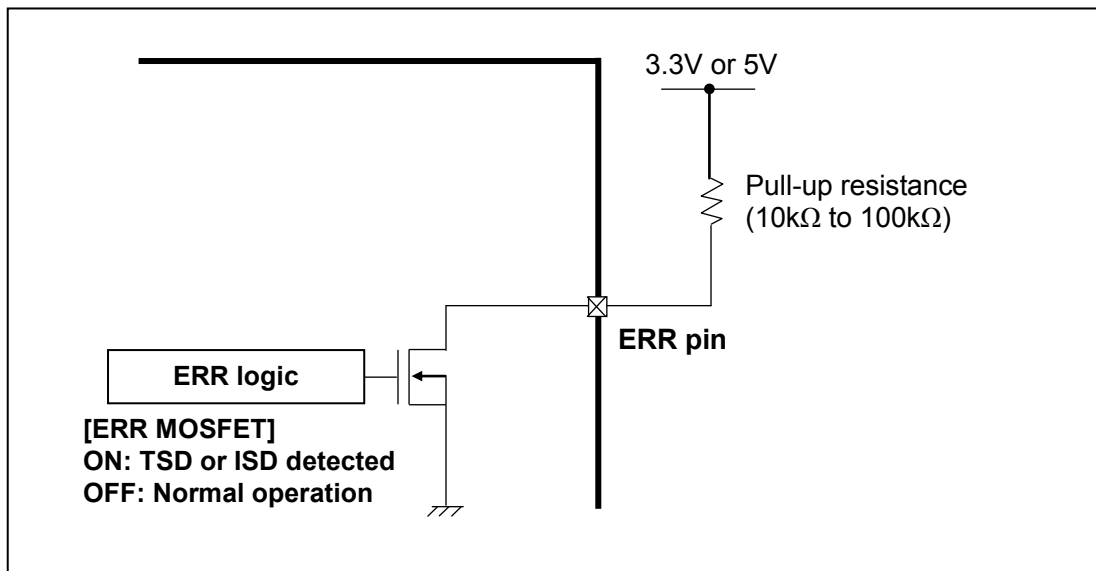 3.3V or 5V
Pull-up resistance
(10kΩ to 100kΩ)
ERR pin
ERR logic
[ERR MOSFET]
ON: TSD or ISD detected
OFF: Normal operation